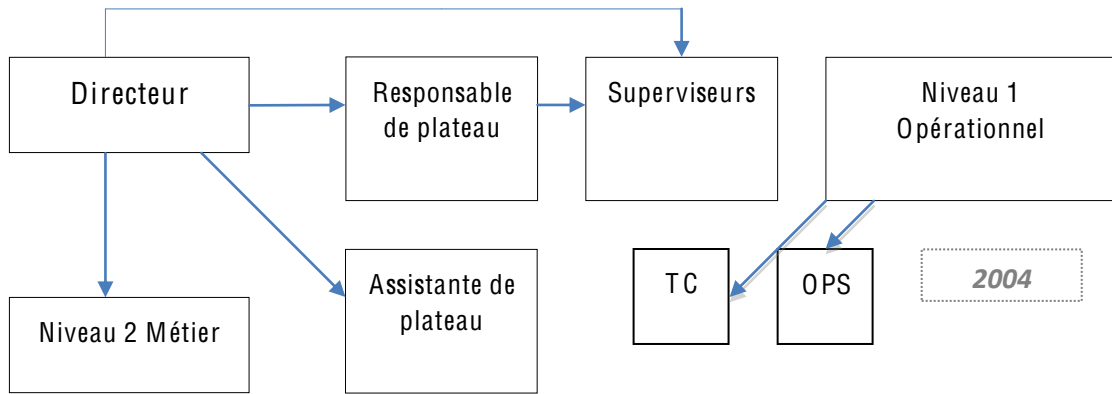 Directeur
Responsable
de plateau
Superviseurs
Niveau 1
Opérationnel
Niveau 2 Métier
Assistante de
plateau
TC
OPS
2004